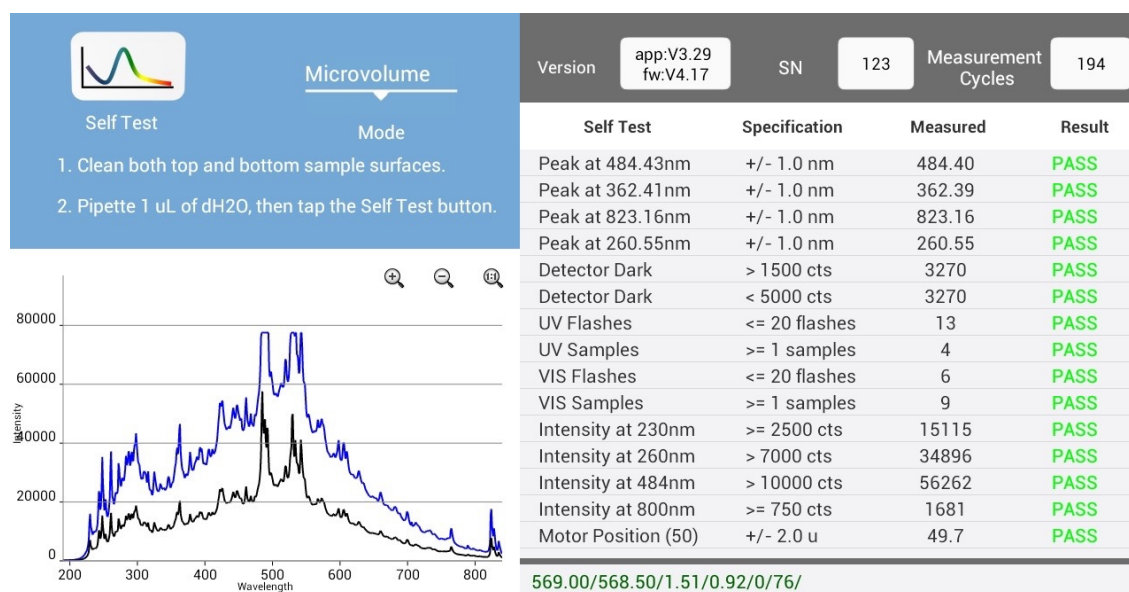 Microvolume
Self Test
Mode
1. Clean both top and bottom sample surfaces.
2. Pipette 1 uL of dH2O, then tap the Self Test button.
1:1
80000
60000
40000
20000
0
Intensity
200 300 400 500 600 700 800
Wavelength
Version app:V3.29 fw:V4.17 SN 123 Measurement Cycles 194
Self Test Specification Measured Result
Peak at 484.43nm +/- 1.0 nm 484.40 PASS
Peak at 362.41nm +/- 1.0 nm 362.39 PASS
Peak at 823.16nm +/- 1.0 nm 823.16 PASS
Peak at 260.55nm +/- 1.0 nm 260.55 PASS
Detector Dark > 1500 cts 3270 PASS
Detector Dark < 5000 cts 3270 PASS
UV Flashes <= 20 flashes 13 PASS
UV Samples >= 1 samples 4 PASS
VIS Flashes <= 20 flashes 6 PASS
VIS Samples >= 1 samples 9 PASS
Intensity at 230nm >= 2500 cts 15115 PASS
Intensity at 260nm > 7000 cts 34896 PASS
Intensity at 484nm > 10000 cts 56262 PASS
Intensity at 800nm >= 750 cts 1681 PASS
Motor Position (50) +/- 2.0 u 49.7 PASS
569.00/568.50/1.51/0.92/0/76/